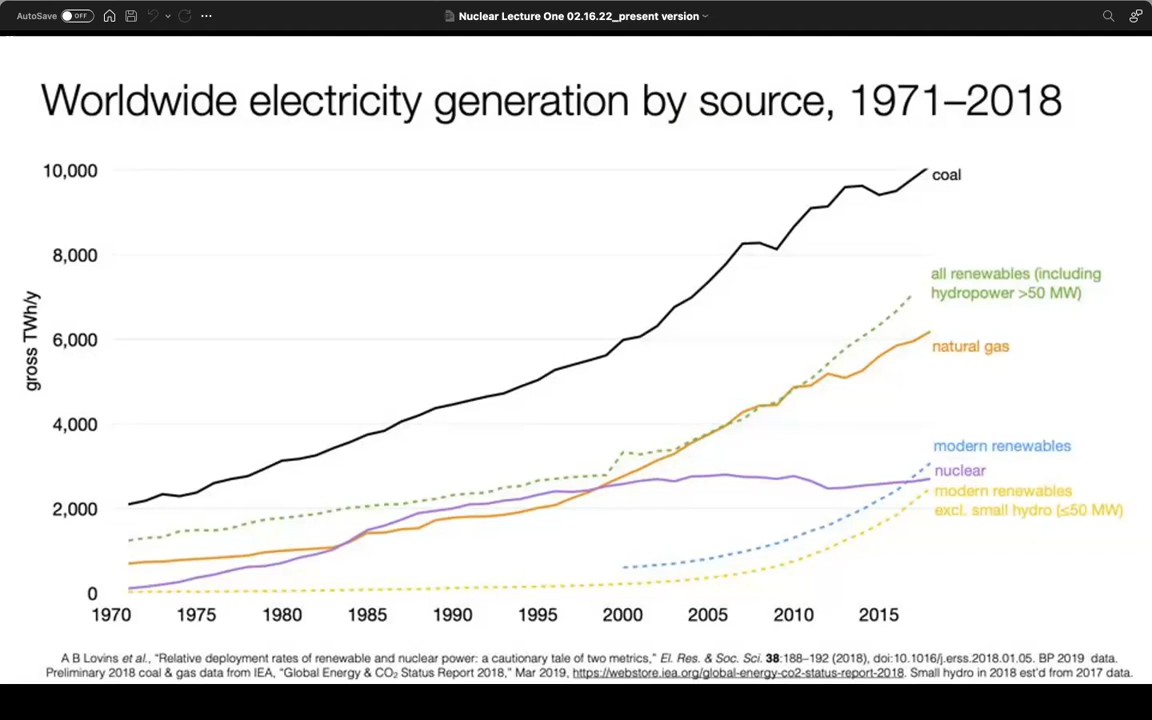 AutoSave OFF
Nuclear Lecture One 02.16.22_present version
Worldwide electricity generation by source, 1971–2018
10,000
8,000
6,000
4,000
2,000
0
gross TWh/y
coal
all renewables (including
hydropower >50 MW)
natural gas
modern renewables
nuclear
modern renewables
excl. small hydro (≤50 MW)
1970 1975 1980 1985 1990 1995 2000 2005 2010 2015
A B Lovins et al., “Relative deployment rates of renewable and nuclear power: a cautionary tale of two metrics,” El. Res. & Soc. Sci. 38:188–192 (2018), doi:10.1016/j.erss.2018.01.05. BP 2019 data.
Preliminary 2018 coal & gas data from IEA, “Global Energy & CO₂ Status Report 2018,” Mar 2019, https://webstore.iea.org/global-energy-co2-status-report-2018. Small hydro in 2018 est’d from 2017 data.